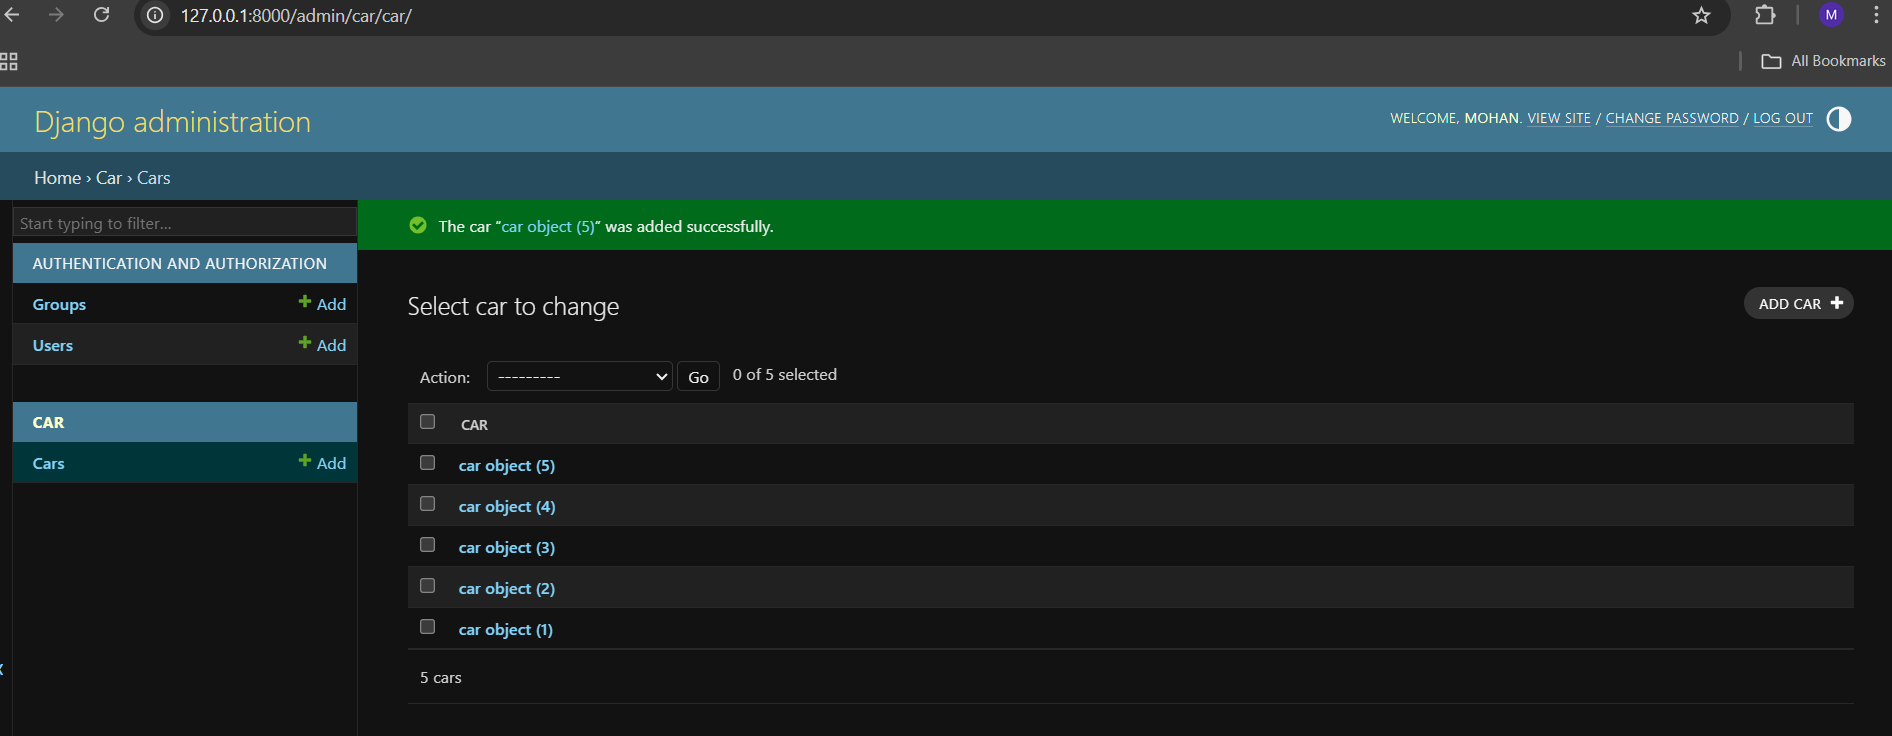 127.0.0.1:8000/admin/car/car/
M
All Bookmarks
Django administration
WELCOME, MOHAN. VIEW SITE / CHANGE PASSWORD / LOG OUT
Home › Car › Cars
Start typing to filter...
The car “car object (5)” was added successfully.
AUTHENTICATION AND AUTHORIZATION
Groups
Add
Users
Add
CAR
Cars
Add
Select car to change
ADD CAR
Action: --------- Go 0 of 5 selected
CAR
car object (5)
car object (4)
car object (3)
car object (2)
car object (1)
5 cars